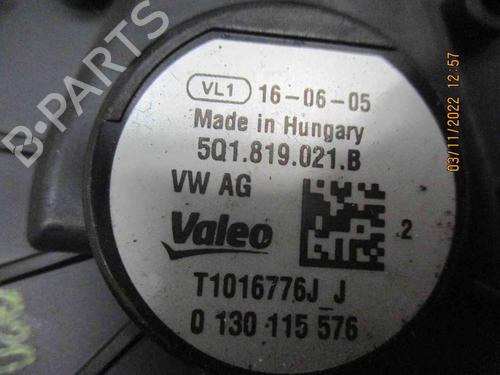 B-PARTS
VL1 16-06-05
Made in Hungary
5Q1.819.021.B
VW AG
Valeo
2
T1016776J_J
0 130 115 576
03/11/2022 12:57